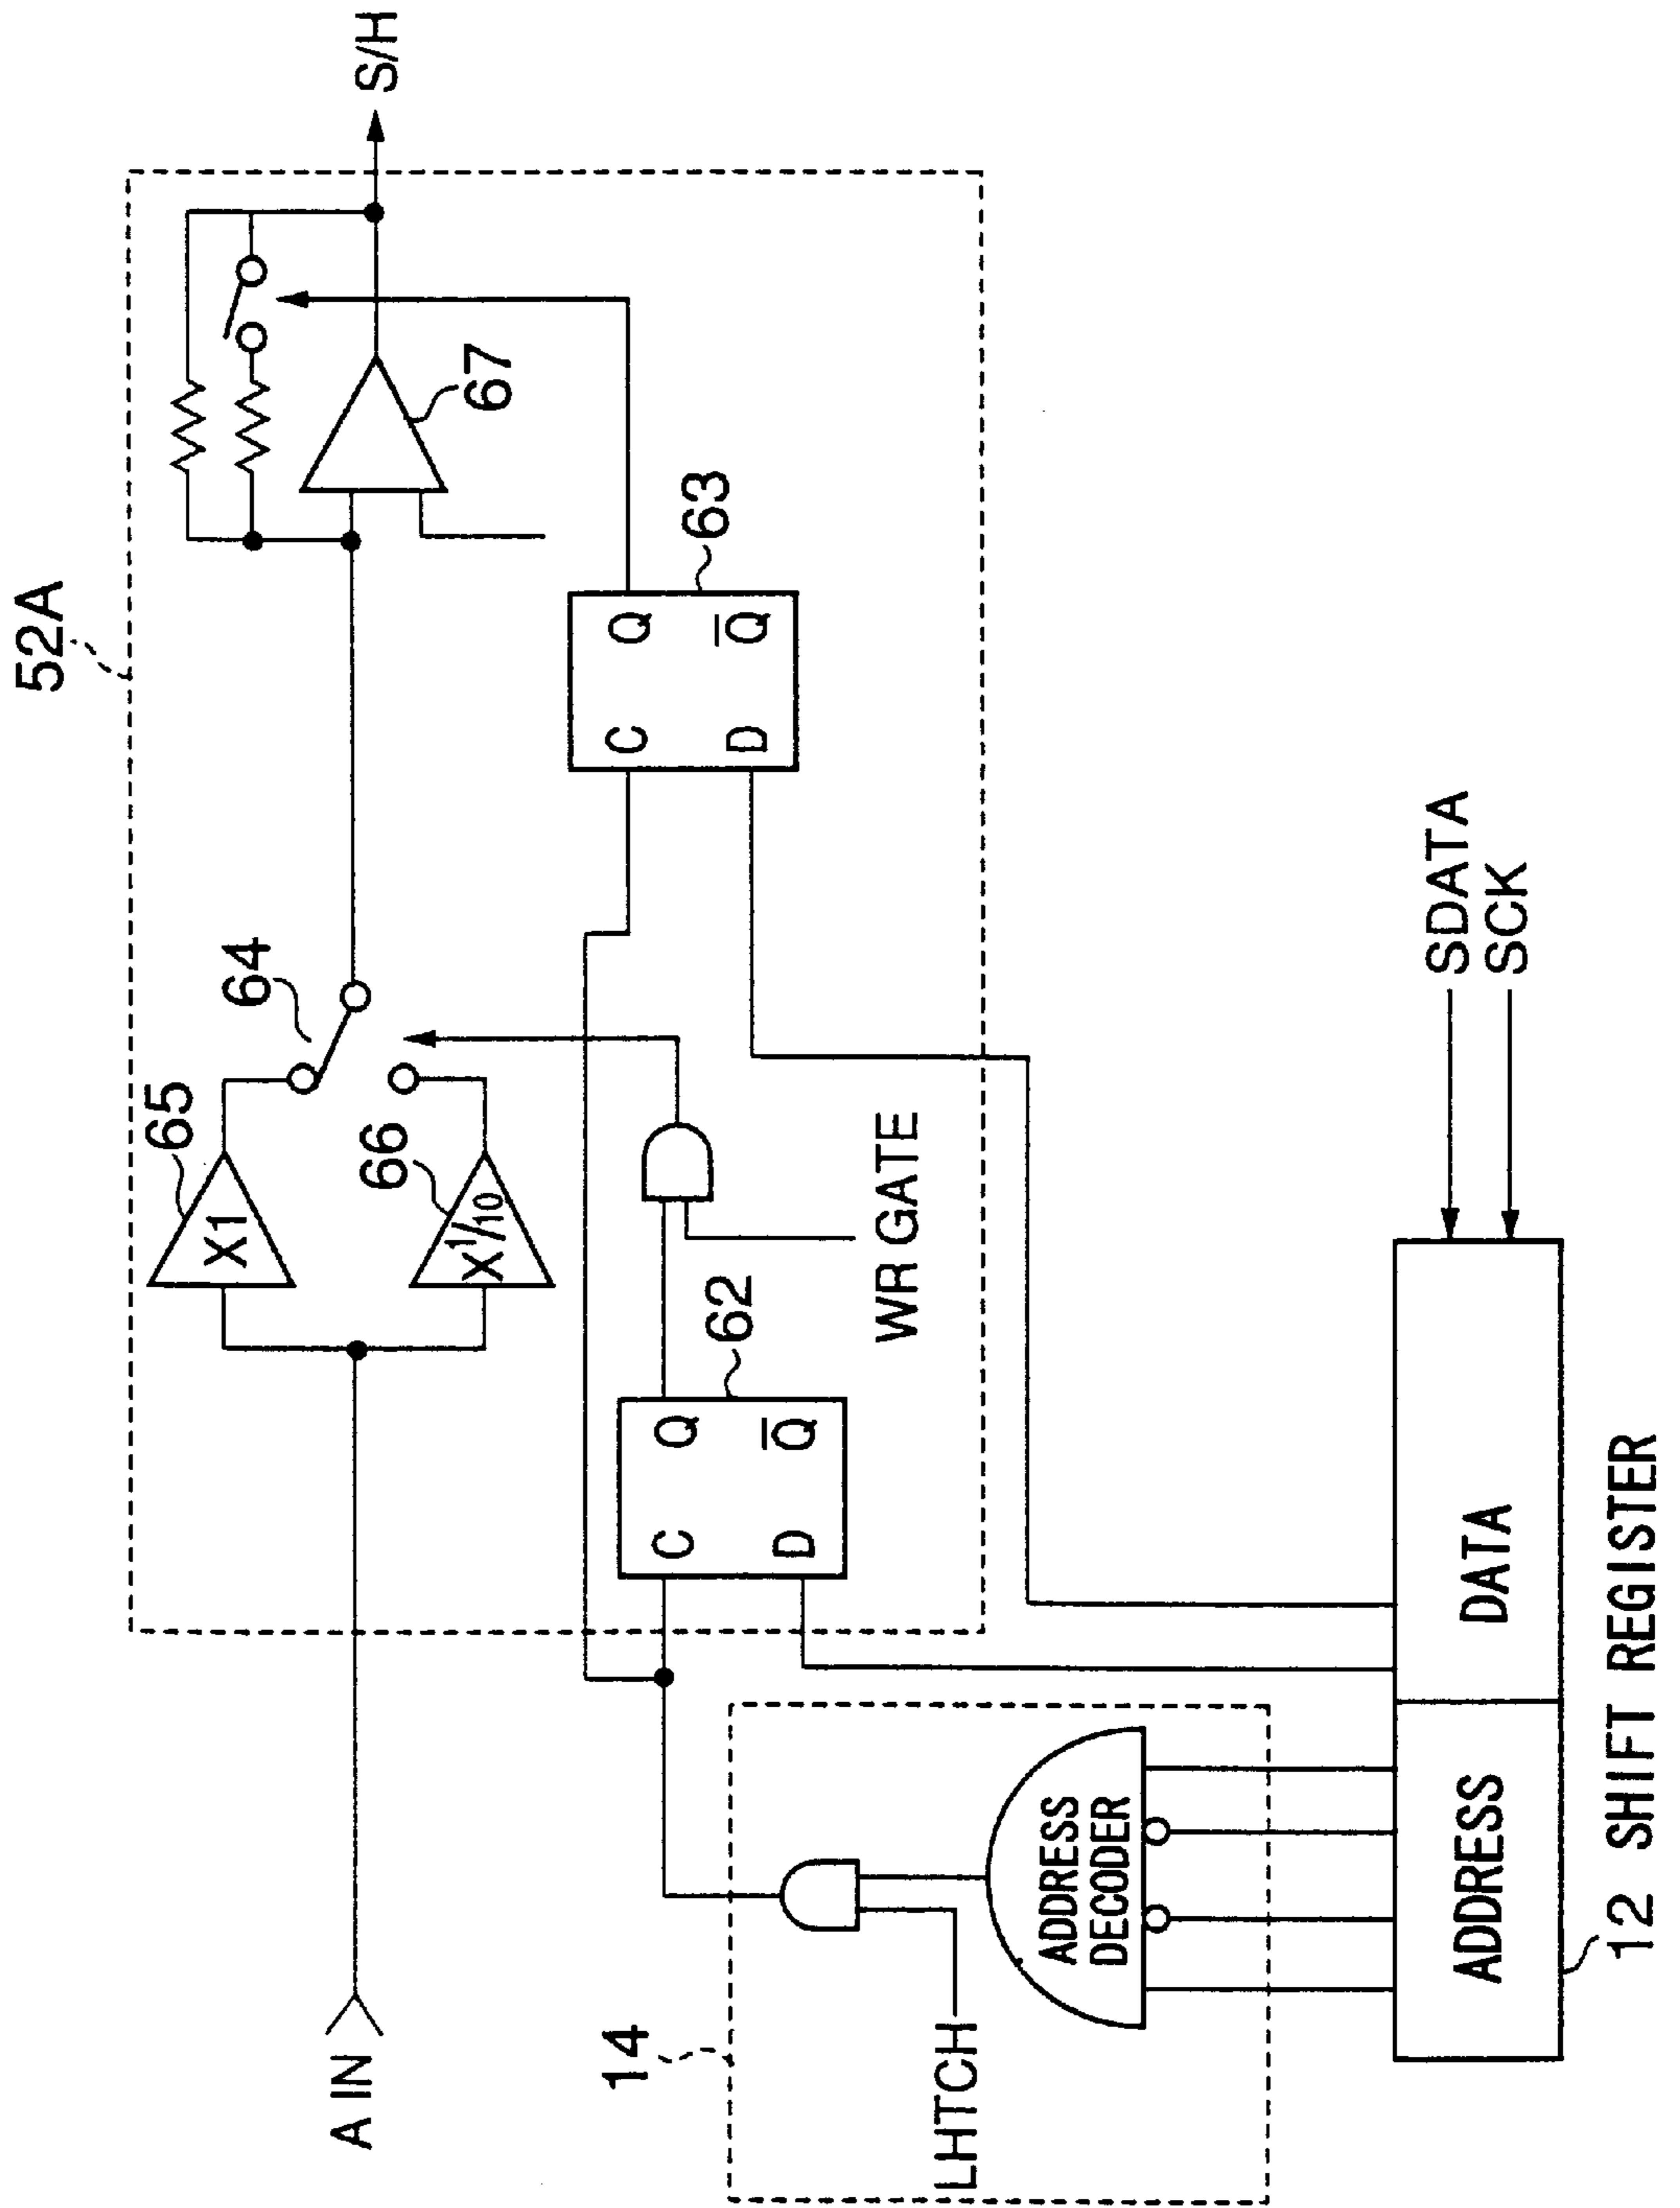 52A
S/H
64
65
X1
66
X 1/10
67
A IN
63
C
Q
D
Q̅
62
C
Q
D
Q̅
WR GATE
14
LHTCH
ADDRESS
DECODER
SDATA
SCK
ADDRESS
DATA
12 SHIFT REGISTER